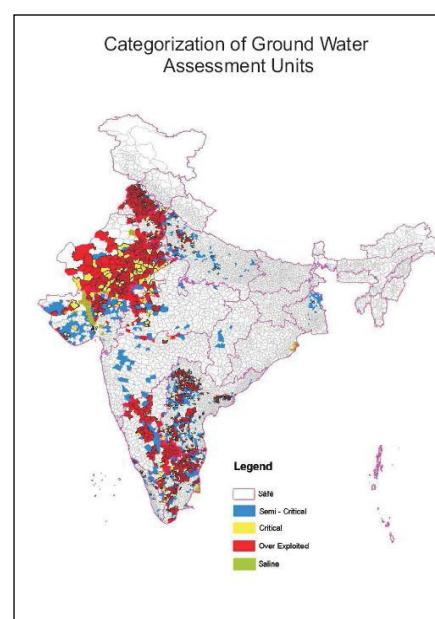 Categorization of Ground Water
Assessment Units
Legend
Safe
Semi - Critical
Critical
Over Exploited
Saline